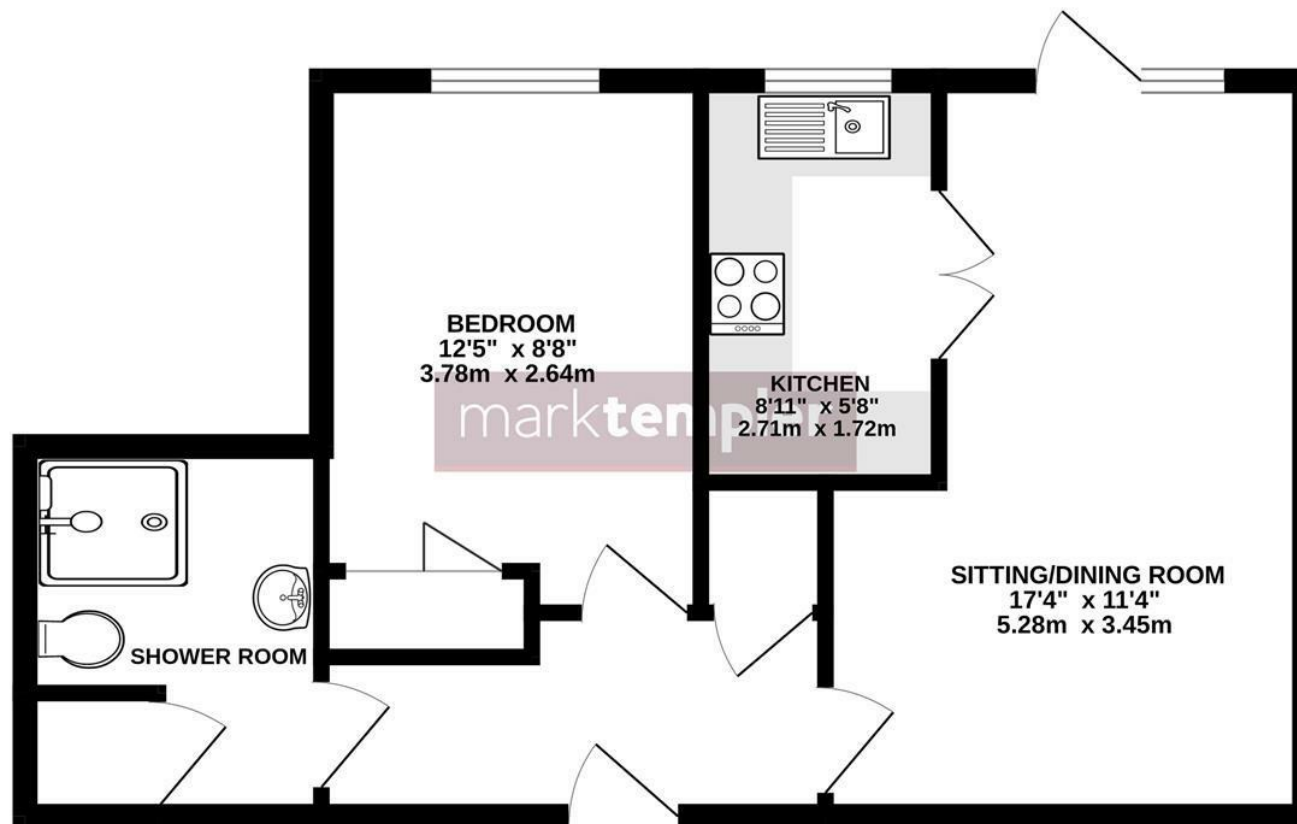 BEDROOM
12'5" x 8'8"
3.78m x 2.64m
KITCHEN
8'11" x 5'8"
2.71m x 1.72m
marktempler
SITTING/DINING ROOM
17'4" x 11'4"
5.28m x 3.45m
SHOWER ROOM